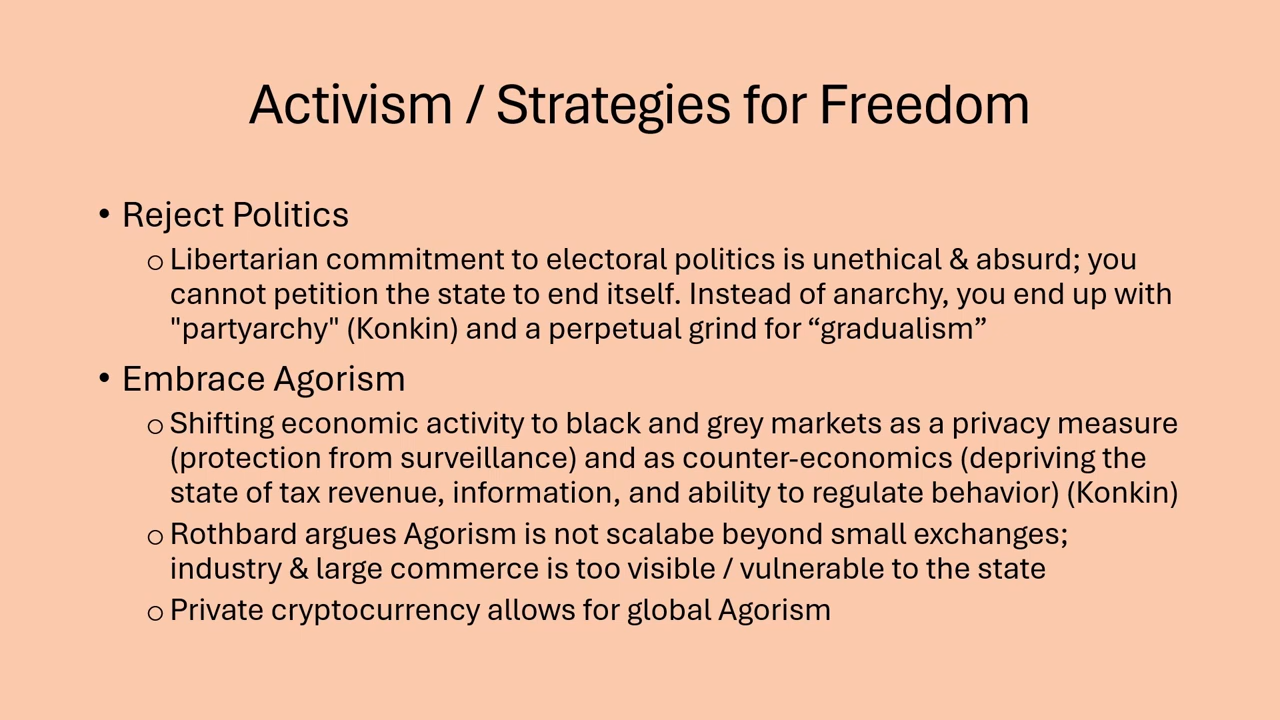 Activism / Strategies for Freedom
• Reject Politics
o Libertarian commitment to electoral politics is unethical & absurd; you
cannot petition the state to end itself. Instead of anarchy, you end up with
"partyarchy" (Konkin) and a perpetual grind for “gradualism”
• Embrace Agorism
o Shifting economic activity to black and grey markets as a privacy measure
(protection from surveillance) and as counter-economics (depriving the
state of tax revenue, information, and ability to regulate behavior) (Konkin)
o Rothbard argues Agorism is not scalabe beyond small exchanges;
industry & large commerce is too visible / vulnerable to the state
o Private cryptocurrency allows for global Agorism